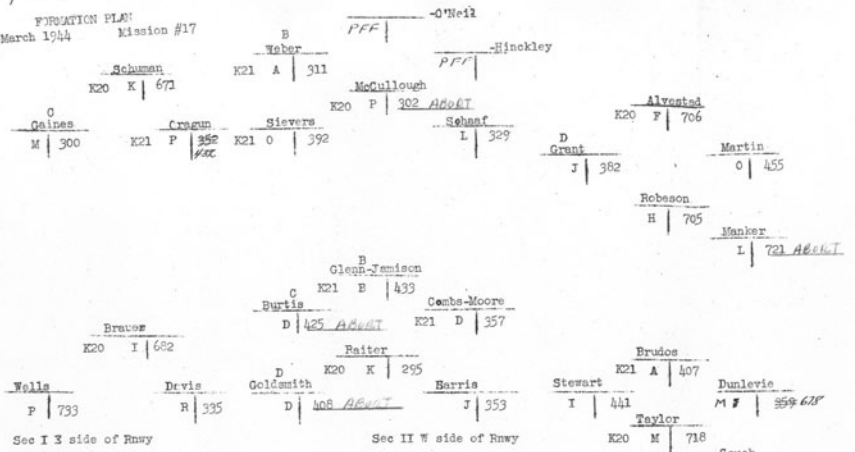 FORMATION PLAN
March 1944 Mission #17
-O'Neil
PFF
B
Weber
K21 A 311
-Hinckley
PFF
Schuman
K20 K 671
McCullough
K20 P 302 ABORT
Alvestad
K20 F 706
C
Gaines
M 300
Cragun
K21 P 352
Sievers
K21 O 392
Schaaf
L 329
D
Grant
J 382
Martin
O 455
Robeson
H 705
Manker
L 721 ABORT
B
Glenn-Jamison
K21 B 433
C
Burtis
D 425 ABORT
Combs-Moore
K21 D 357
Brauer
K20 I 682
Raiter
K20 K 295
Brudos
K21 A 407
Wells
P 733
Davis
R 335
D
Goldsmith
D 408 ABORT
Harris
J 353
Stewart
I 441
Dunlevie
M 678
Taylor
K20 M 718
Sec I E side of Rnwy
Sec II W side of Rnwy